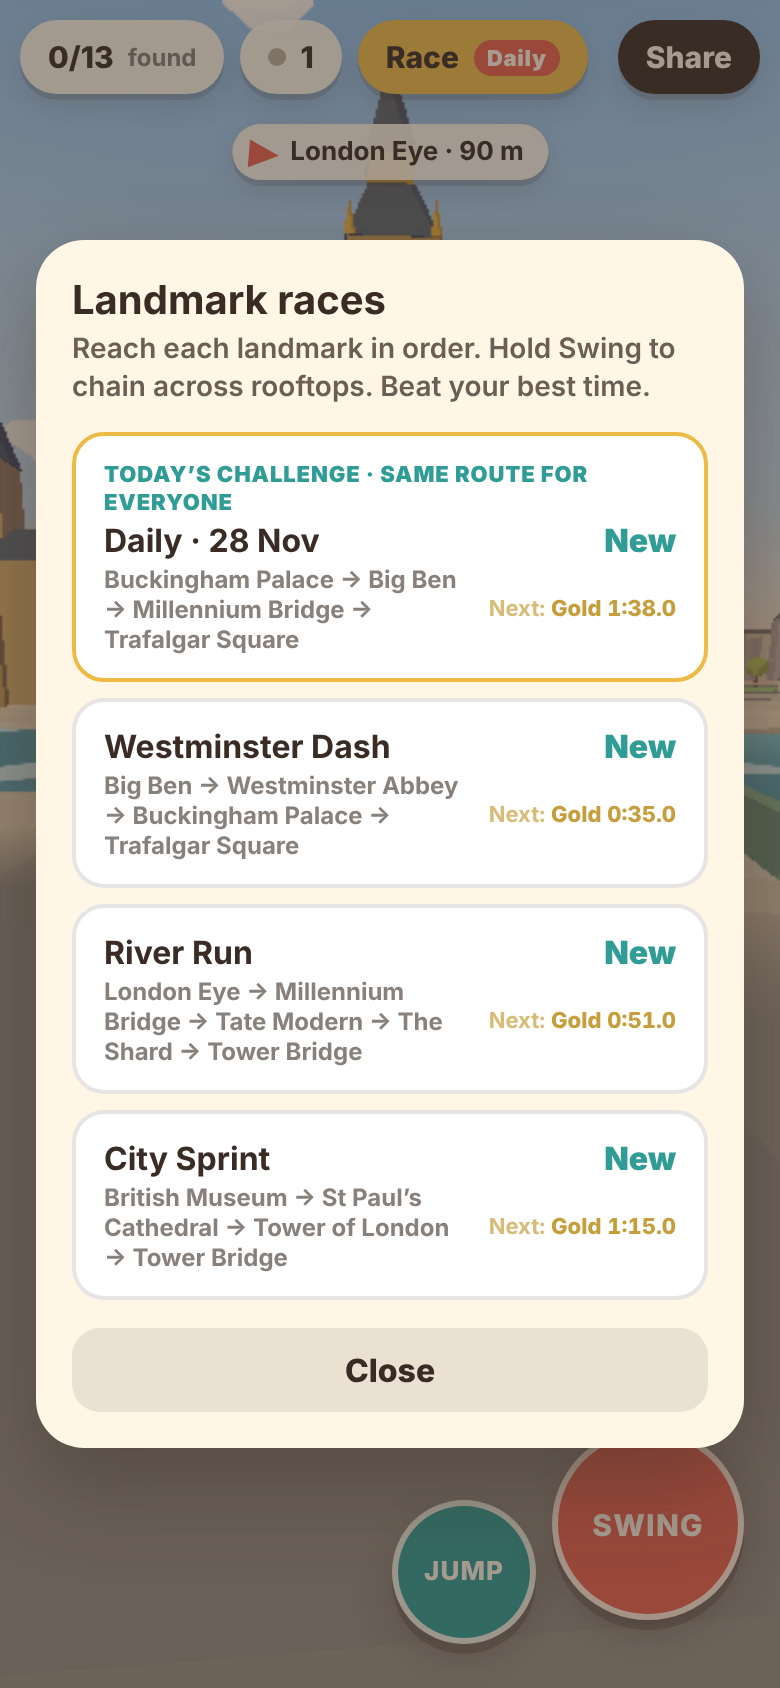 0/13 found
1
Race Daily
Share
London Eye · 90 m
Landmark races
Reach each landmark in order. Hold Swing to
chain across rooftops. Beat your best time.
TODAY’S CHALLENGE · SAME ROUTE FOR
EVERYONE
Daily · 28 Nov
New
Buckingham Palace → Big Ben
→ Millennium Bridge →
Trafalgar Square
Next: Gold 1:38.0
Westminster Dash
New
Big Ben → Westminster Abbey
→ Buckingham Palace →
Trafalgar Square
Next: Gold 0:35.0
River Run
New
London Eye → Millennium
Bridge → Tate Modern → The
Shard → Tower Bridge
Next: Gold 0:51.0
City Sprint
New
British Museum → St Paul’s
Cathedral → Tower of London
→ Tower Bridge
Next: Gold 1:15.0
Close
SWING
JUMP